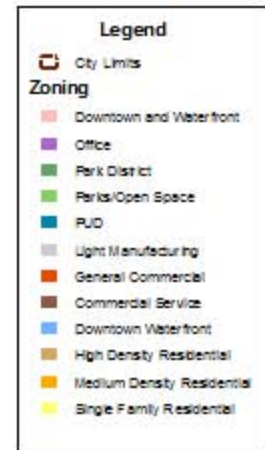 Legend
City Limits
Zoning
Downtown and Waterfront
Office
Park District
Parks/Open Space
PUD
Light Manufacturing
General Commercial
Commercial Service
Downtown Waterfront
High Density Residential
Medium Density Residential
Single Family Residential